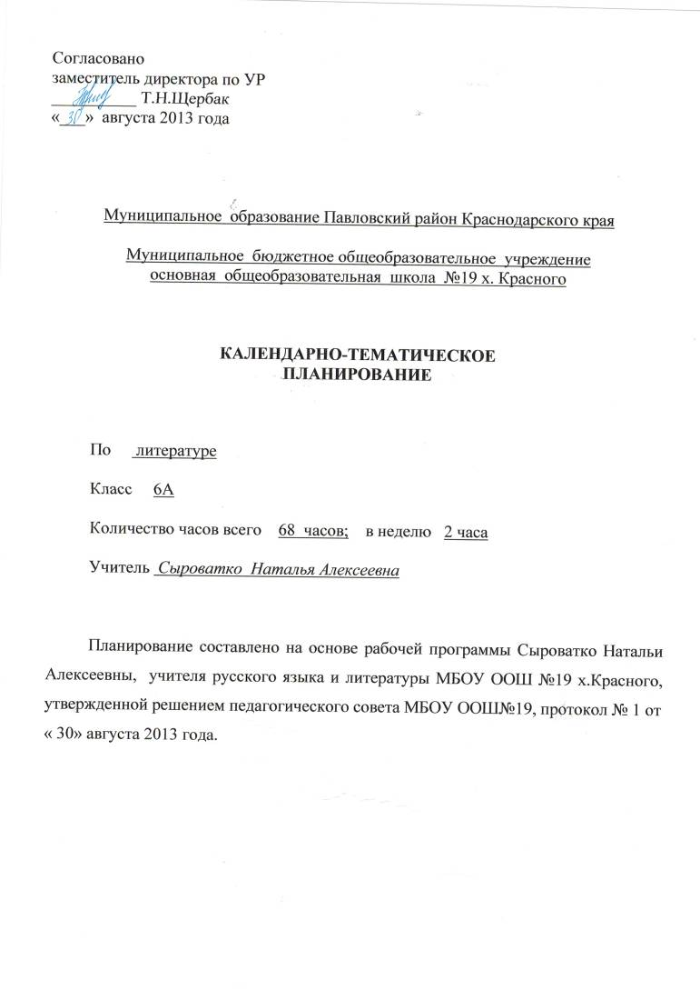 Согласовано
заместитель директора по УР
__________ Т.Н.Щербак
«30» августа 2013 года
Муниципальное образование Павловский район Краснодарского края
Муниципальное бюджетное общеобразовательное учреждение
основная общеобразовательная школа №19 х. Красного
КАЛЕНДАРНО-ТЕМАТИЧЕСКОЕ
ПЛАНИРОВАНИЕ
По литературе
Класс 6А
Количество часов всего 68 часов; в неделю 2 часа
Учитель Сыроватко Наталья Алексеевна
Планирование составлено на основе рабочей программы Сыроватко Натальи
Алексеевны, учителя русского языка и литературы МБОУ ООШ №19 х.Красного,
утвержденной решением педагогического совета МБОУ ООШ№19, протокол № 1 от
« 30» августа 2013 года.